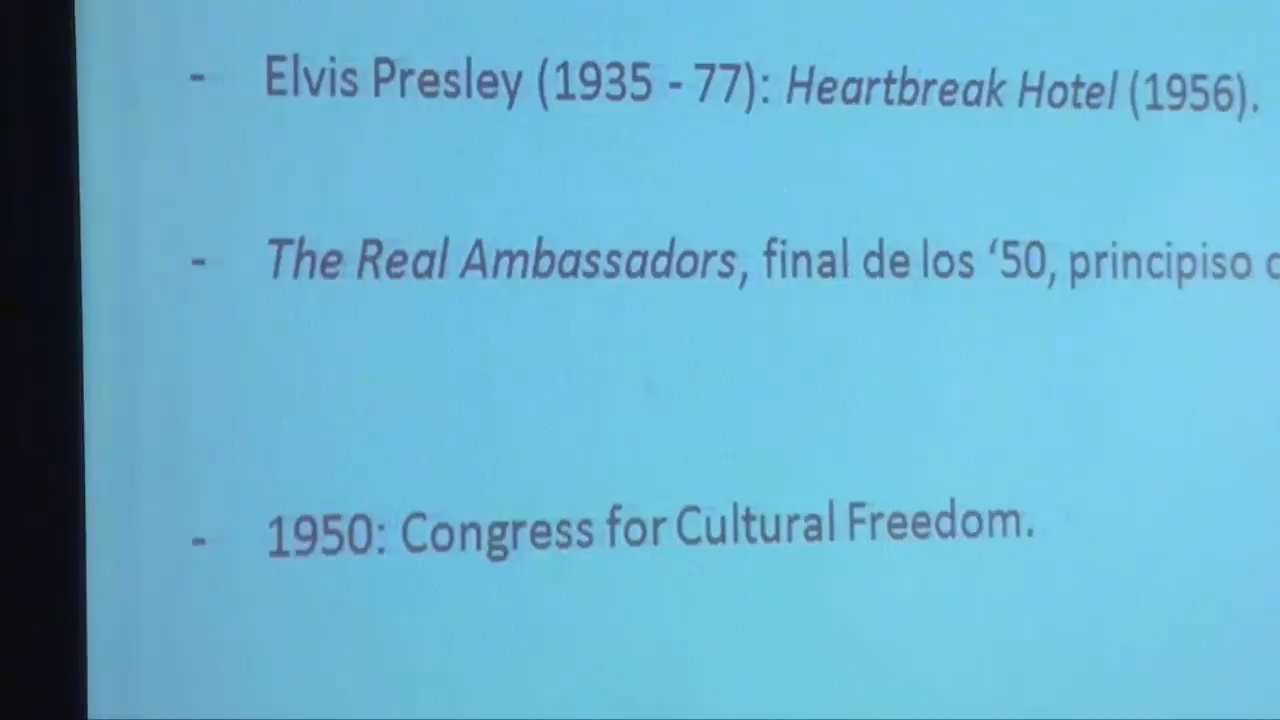 - Elvis Presley (1935 - 77): Heartbreak Hotel (1956).
- The Real Ambassadors, final de los ‘50, principiso
- 1950: Congress for Cultural Freedom.